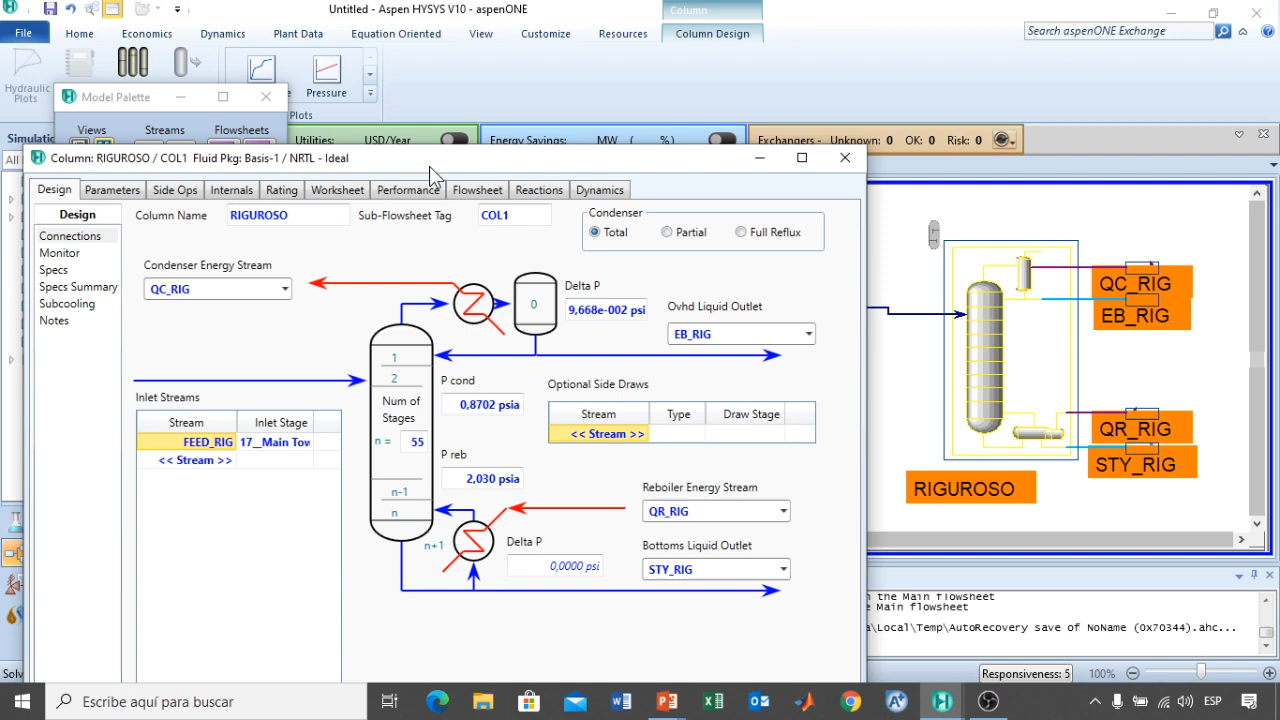 Untitled - Aspen HYSYS V10 - aspenONE
Column
File
Home
Economics
Dynamics
Plant Data
Equation Oriented
View
Customize
Resources
Column Design
Search aspenONE Exchange
Hydraulic
Plots
Pressure
Plots
Model Palette
Views
Streams
Flowsheets
Utilities:
USD/Year
Energy Savings:
MW
(
%)
Exchangers - Unknown: 0
OK: 0
Risk: 0
All
Column: RIGUROSO / COL1 Fluid Pkg: Basis-1 / NRTL - Ideal
Design
Parameters
Side Ops
Internals
Rating
Worksheet
Performance
Flowsheet
Reactions
Dynamics
Design
Connections
Monitor
Specs
Specs Summary
Subcooling
Notes
Column Name
RIGUROSO
Sub-Flowsheet Tag
COL1
Condenser
Total
Partial
Full Reflux
Condenser Energy Stream
QC_RIG
0
Delta P
9,668e-002 psi
Ovhd Liquid Outlet
EB_RIG
1
2
Num of
Stages
n =
55
n-1
n
n+1
P cond
0,8702 psia
Optional Side Draws
Stream
Type
Draw Stage
<< Stream >>
Inlet Streams
Stream
Inlet Stage
FEED_RIG
17__Main Tow
<< Stream >>
P reb
2,030 psia
Reboiler Energy Stream
QR_RIG
Delta P
0,0000 psi
Bottoms Liquid Outlet
STY_RIG
QC_RIG
EB_RIG
QR_RIG
STY_RIG
RIGUROSO
the Main flowsheet
Main flowsheet
\Local\Temp\AutoRecovery save of NoName (0x70344).ahc...
Responsiveness: 5
100%
Escribe aquí para buscar
ESP